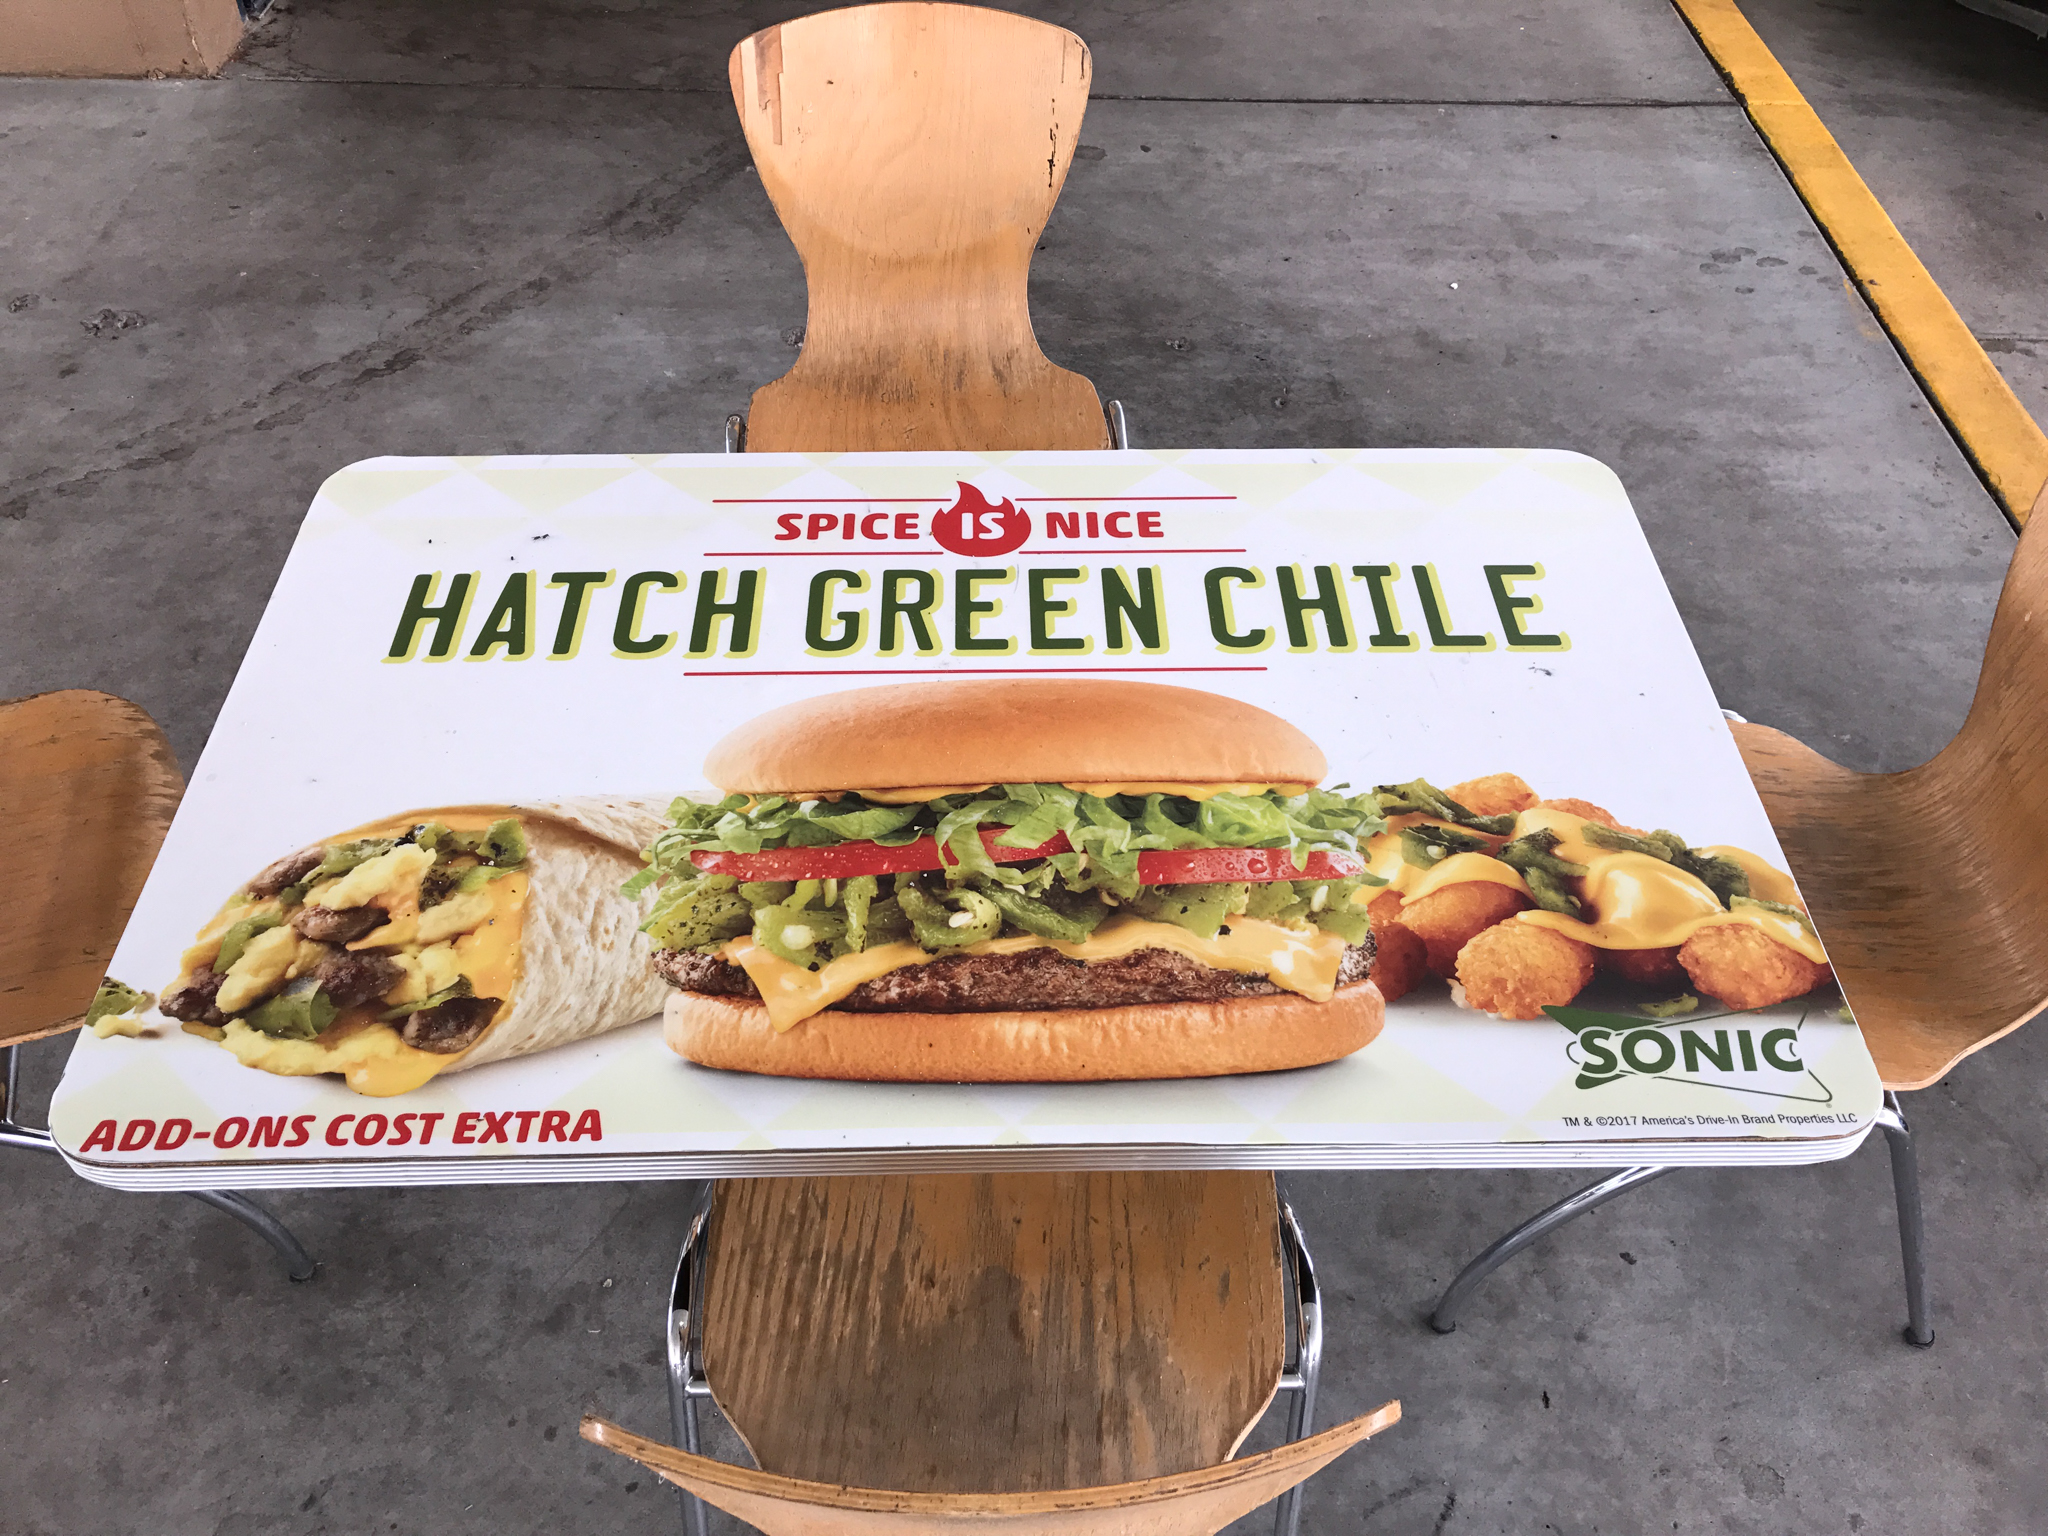 SPICE IS NICE
HATCH GREEN CHILE
SONIC
ADD-ONS COST EXTRA
TM & ©2017 America's Drive-In Brand Properties LLC